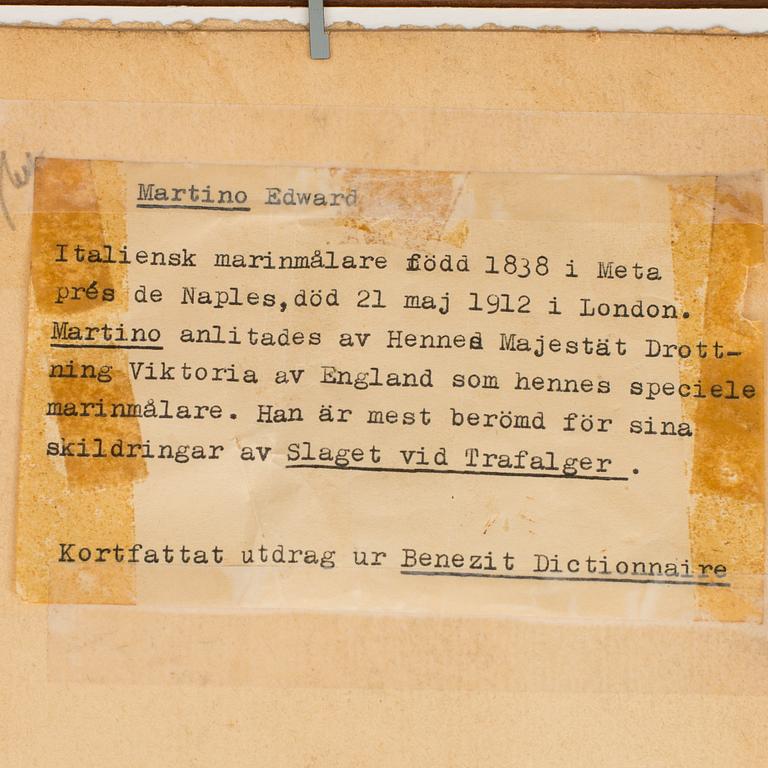 Martino Edward
Italiensk marinmålare född 1838 i Meta
prés de Naples,död 21 maj 1912 i London.
Martino anlitades av Hennes Majestät Drott-
ning Viktoria av England som hennes speciele
marinmålare. Han är mest berömd för sina
skildringar av Slaget vid Trafalger .
Kortfattat utdrag ur Benezit Dictionnaire